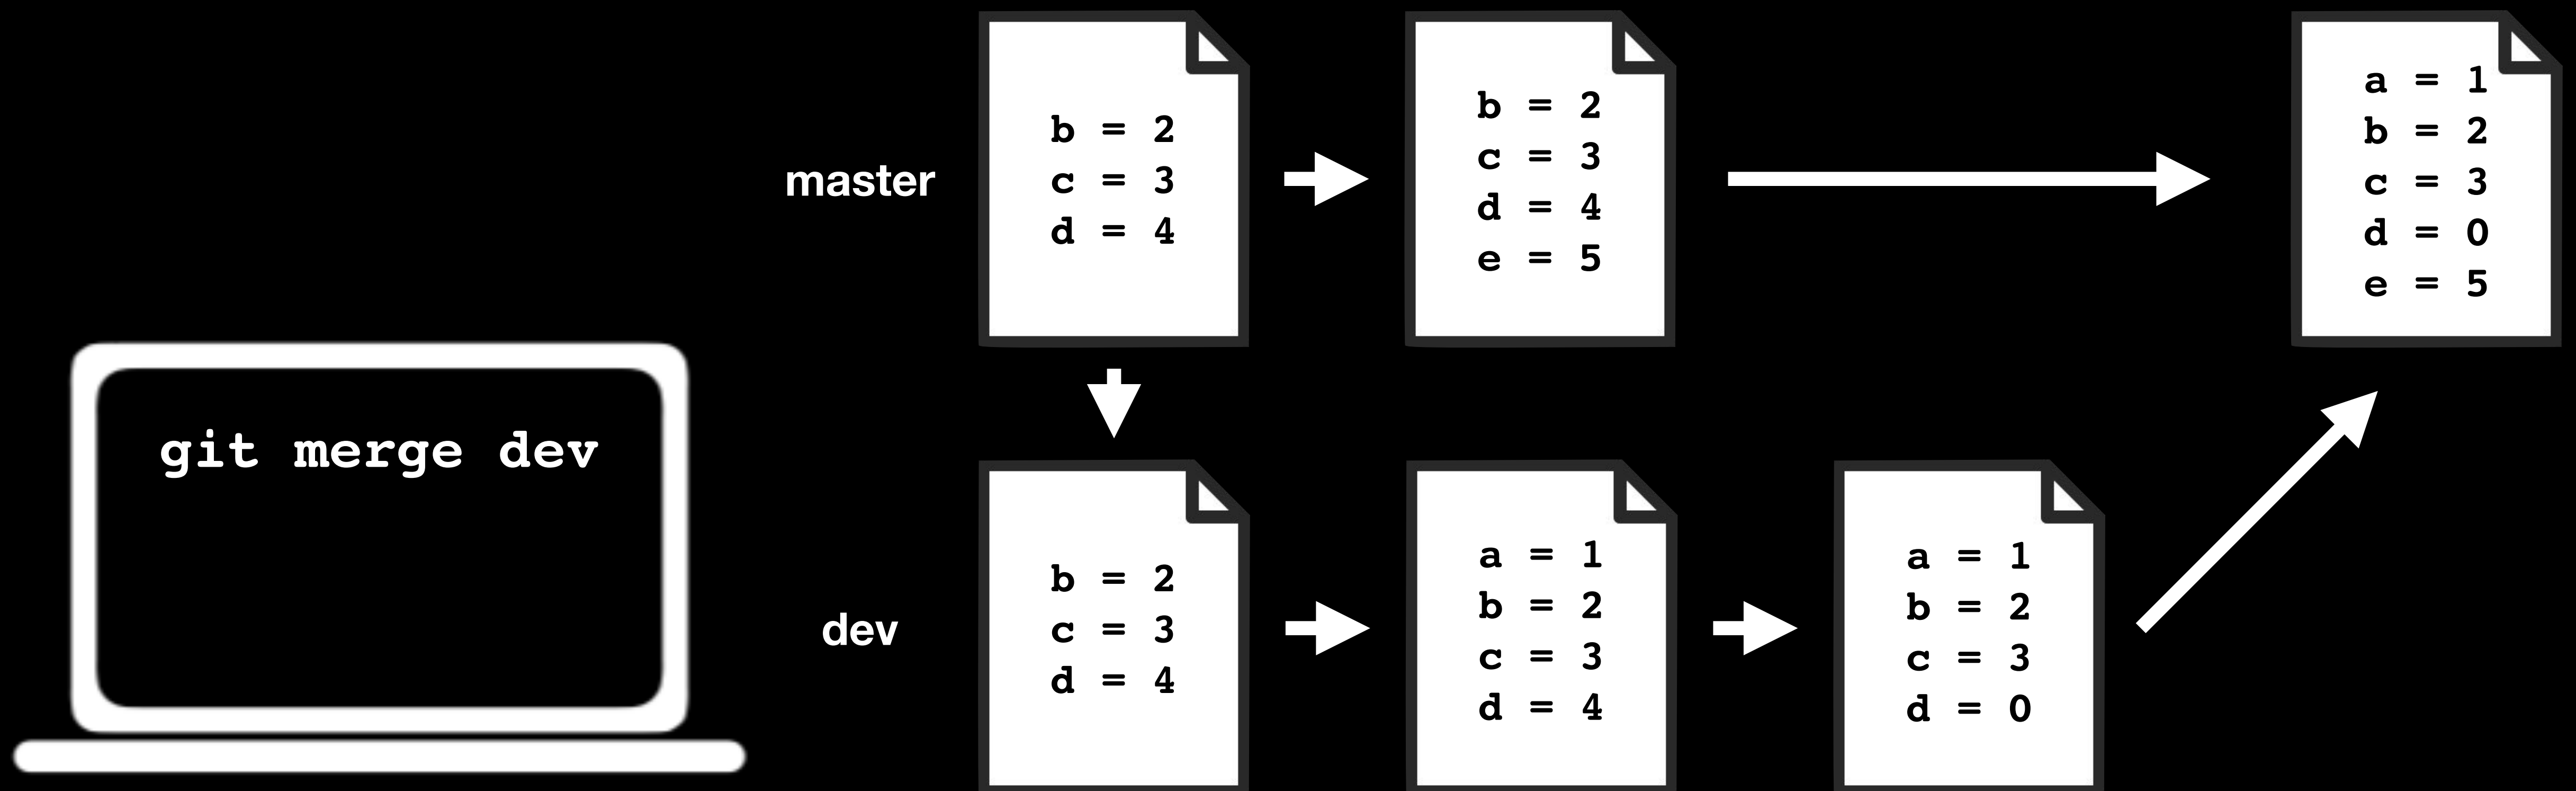 git merge dev
master
b = 2
c = 3
d = 4
b = 2
c = 3
d = 4
e = 5
a = 1
b = 2
c = 3
d = 0
e = 5
dev
b = 2
c = 3
d = 4
a = 1
b = 2
c = 3
d = 4
a = 1
b = 2
c = 3
d = 0